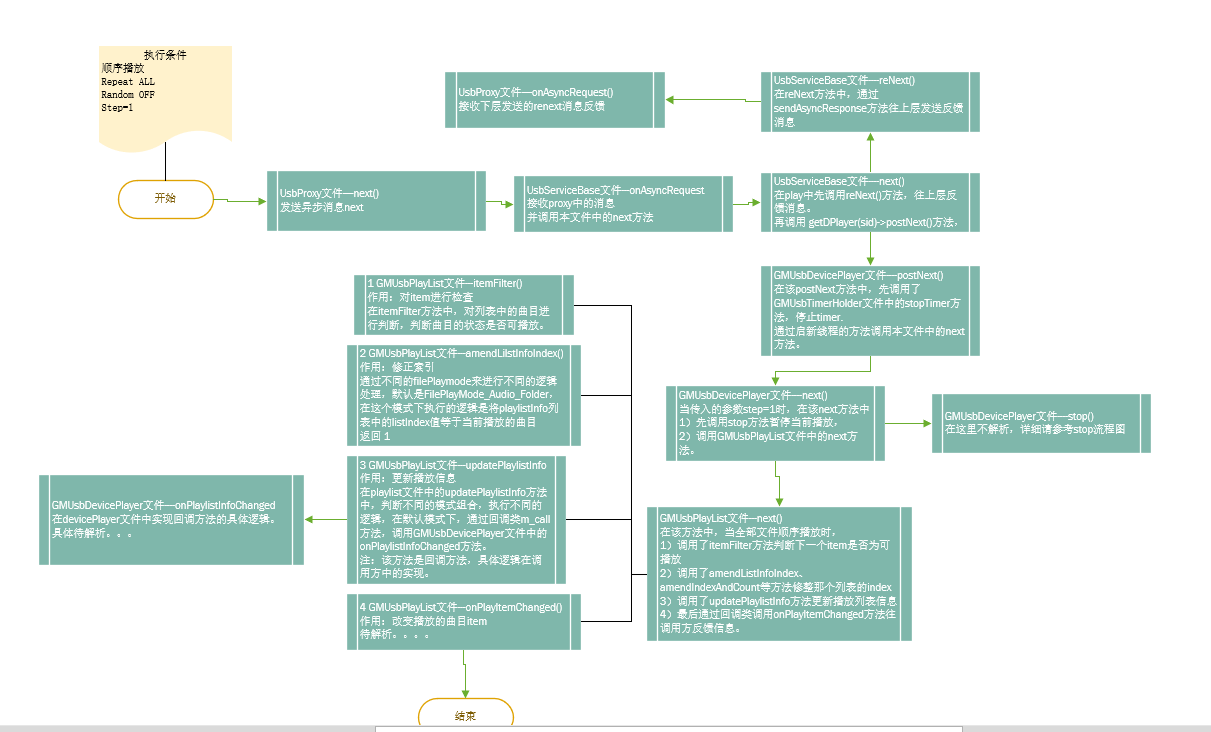 执行条件
顺序播放
Repeat ALL
Random OFF
Step=1
开始
UsbProxy文件—next()
发送异步消息next
UsbServiceBase文件—onAsyncRequest
接收proxy中的消息
并调用本文件中的next方法
UsbServiceBase文件—next()
在play中先调用reNext()方法，往上层反
馈消息。
再调用 getDPlayer(sid)->postNext()方法，
UsbServiceBase文件—reNext()
在reNext方法中，通过
sendAsyncResponse方法往上层发送反馈
消息
UsbProxy文件—onAsyncRequest()
接收下层发送的renext消息反馈
GMUsbDevicePlayer文件—postNext()
在该postNext方法中，先调用了
GMUsbTimerHolder文件中的stopTimer方
法，停止timer.
通过启新线程的方法调用本文件中的next
方法。
GMUsbDevicePlayer文件—next()
当传入的参数step=1时，在该next方法中
1）先调用stop方法暂停当前播放，
2）调用GMUsbPlayList文件中的next方
法。
GMUsbDevicePlayer文件—stop()
在这里不解析，详细请参考stop流程图
GMUsbPlayList文件—next()
在该方法中，当全部文件顺序播放时，
1）调用了itemFilter方法判断下一个item是否为可
播放
2）调用了amendListInfoIndex、
amendIndexAndCount等方法修整那个列表的index
3）调用了updatePlaylistInfo方法更新播放列表信息
4）最后通过回调类调用onPlayItemChanged方法往
调用方反馈信息。
1 GMUsbPlayList文件—itemFilter()
作用：对item进行检查
在itemFilter方法中，对列表中的曲目进
行判断，判断曲目的状态是否可播放。
2 GMUsbPlayList文件—amendLilstInfoIndex()
作用：修正索引
通过不同的filePlaymode来进行不同的逻辑
处理，默认是FilePlayMode_Audio_Folder，
在这个模式下执行的逻辑是将playlistInfo列
表中的listIndex值等于当前播放的曲目
返回 1
3 GMUsbPlayList文件—updatePlaylistInfo
作用：更新播放信息
在playlist文件中的updatePlaylistInfo方法
中，判断不同的模式组合，执行不同的
逻辑，在默认模式下，通过回调类m_call
方法，调用GMUsbDevicePlayer文件中的
onPlaylistInfoChanged方法。
注：该方法是回调方法，具体逻辑在调
用方中的实现。
GMUsbDevicePlayer文件—onPlaylistInfoChanged
在devicePlayer文件中实现回调方法的具体逻辑。
具体待解析。。。
4 GMUsbPlayList文件—onPlayItemChanged()
作用：改变播放的曲目item
待解析。。。。
结束